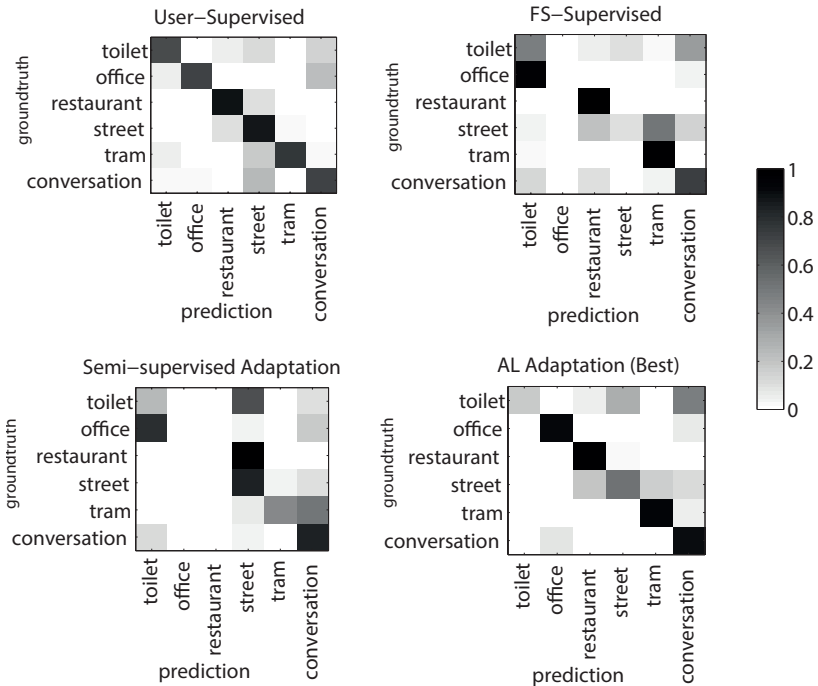 User−Supervised
groundtruth
toilet
office
restaurant
street
tram
conversation
toilet
office
restaurant
street
tram
conversation
prediction
FS−Supervised
groundtruth
toilet
office
restaurant
street
tram
conversation
toilet
office
restaurant
street
tram
conversation
prediction
1
0.8
0.6
0.4
0.2
0
Semi−supervised Adaptation
groundtruth
toilet
office
restaurant
street
tram
conversation
toilet
office
restaurant
street
tram
conversation
prediction
AL Adaptation (Best)
groundtruth
toilet
office
restaurant
street
tram
conversation
toilet
office
restaurant
street
tram
conversation
prediction